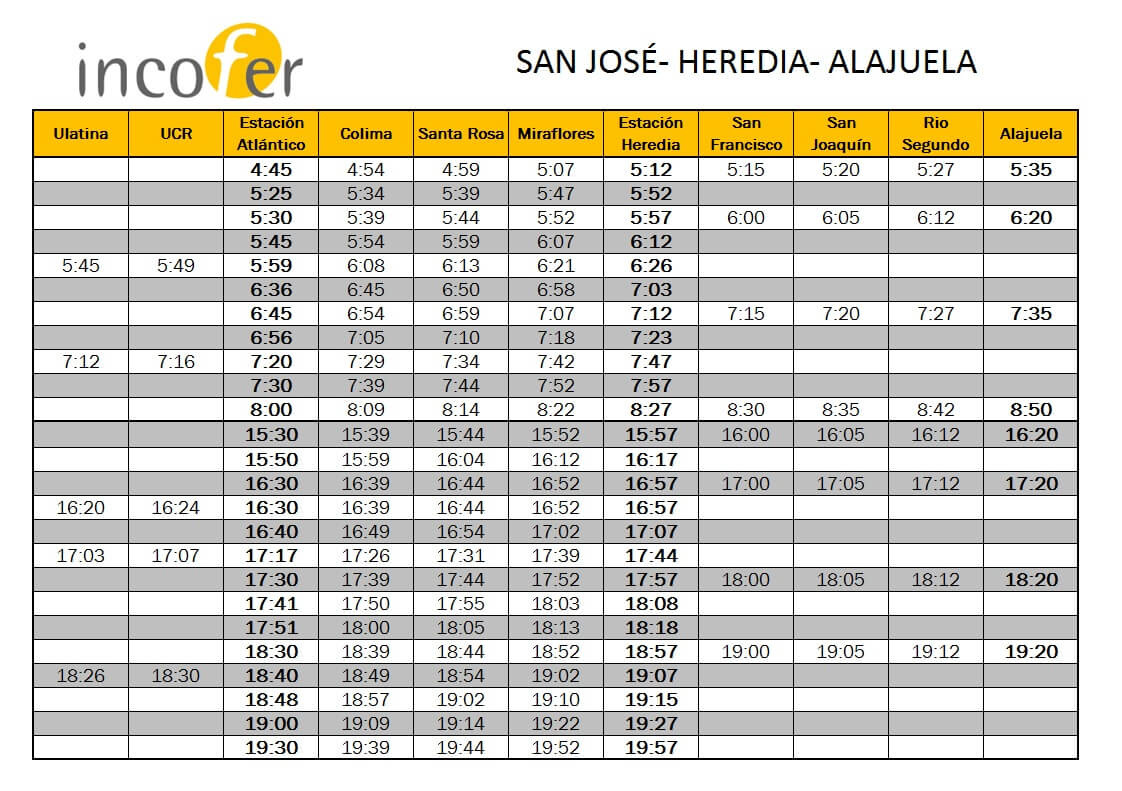 incofer
SAN JOSÉ- HEREDIA- ALAJUELA
Ulatina UCR Estación Atlántico Colima Santa Rosa Miraflores Estación Heredia San Francisco San Joaquín Rio Segundo Alajuela
4:45 4:54 4:59 5:07 5:12 5:15 5:20 5:27 5:35
5:25 5:34 5:39 5:47 5:52
5:30 5:39 5:44 5:52 5:57 6:00 6:05 6:12 6:20
5:45 5:54 5:59 6:07 6:12
5:45 5:49 5:59 6:08 6:13 6:21 6:26
6:36 6:45 6:50 6:58 7:03
6:45 6:54 6:59 7:07 7:12 7:15 7:20 7:27 7:35
6:56 7:05 7:10 7:18 7:23
7:12 7:16 7:20 7:29 7:34 7:42 7:47
7:30 7:39 7:44 7:52 7:57
8:00 8:09 8:14 8:22 8:27 8:30 8:35 8:42 8:50
15:30 15:39 15:44 15:52 15:57 16:00 16:05 16:12 16:20
15:50 15:59 16:04 16:12 16:17
16:30 16:39 16:44 16:52 16:57 17:00 17:05 17:12 17:20
16:20 16:24 16:30 16:39 16:44 16:52 16:57
16:40 16:49 16:54 17:02 17:07
17:03 17:07 17:17 17:26 17:31 17:39 17:44
17:30 17:39 17:44 17:52 17:57 18:00 18:05 18:12 18:20
17:41 17:50 17:55 18:03 18:08
17:51 18:00 18:05 18:13 18:18
18:30 18:39 18:44 18:52 18:57 19:00 19:05 19:12 19:20
18:26 18:30 18:40 18:49 18:54 19:02 19:07
18:48 18:57 19:02 19:10 19:15
19:00 19:09 19:14 19:22 19:27
19:30 19:39 19:44 19:52 19:57